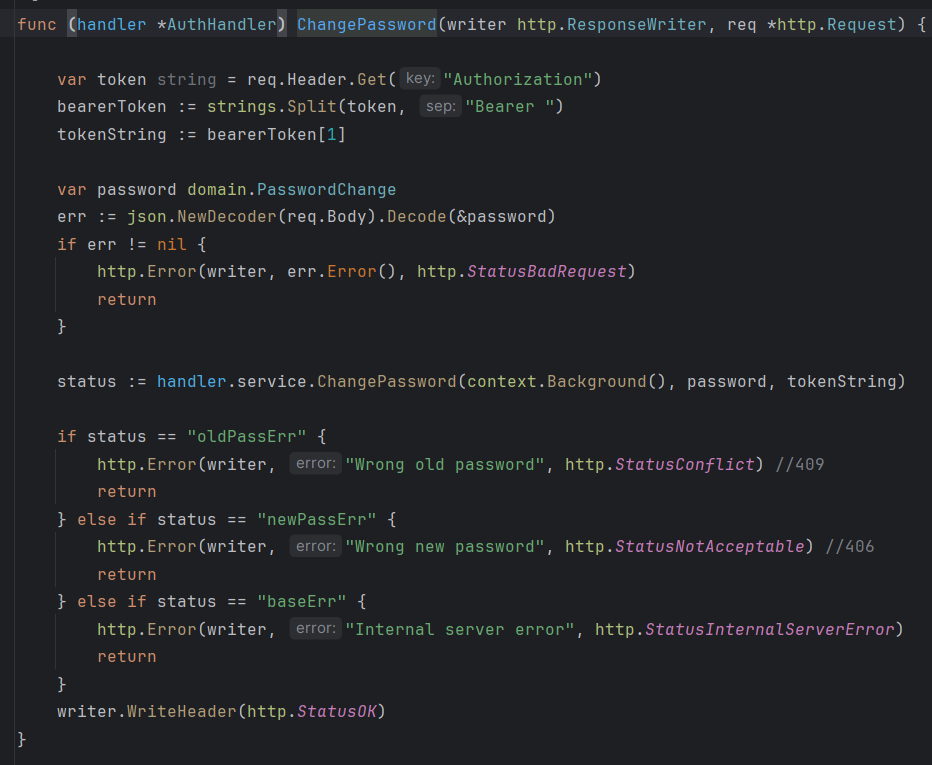 func (handler *AuthHandler) ChangePassword(writer http.ResponseWriter, req *http.Request) {
var token string = req.Header.Get( key: "Authorization")
bearerToken := strings.Split(token, sep: "Bearer ")
tokenString := bearerToken[1]
var password domain.PasswordChange
err := json.NewDecoder(req.Body).Decode(&password)
if err != nil {
http.Error(writer, err.Error(), http.StatusBadRequest)
return
}
status := handler.service.ChangePassword(context.Background(), password, tokenString)
if status == "oldPassErr" {
http.Error(writer, error: "Wrong old password", http.StatusConflict) //409
return
} else if status == "newPassErr" {
http.Error(writer, error: "Wrong new password", http.StatusNotAcceptable) //406
return
} else if status == "baseErr" {
http.Error(writer, error: "Internal server error", http.StatusInternalServerError)
return
}
writer.WriteHeader(http.StatusOK)
}